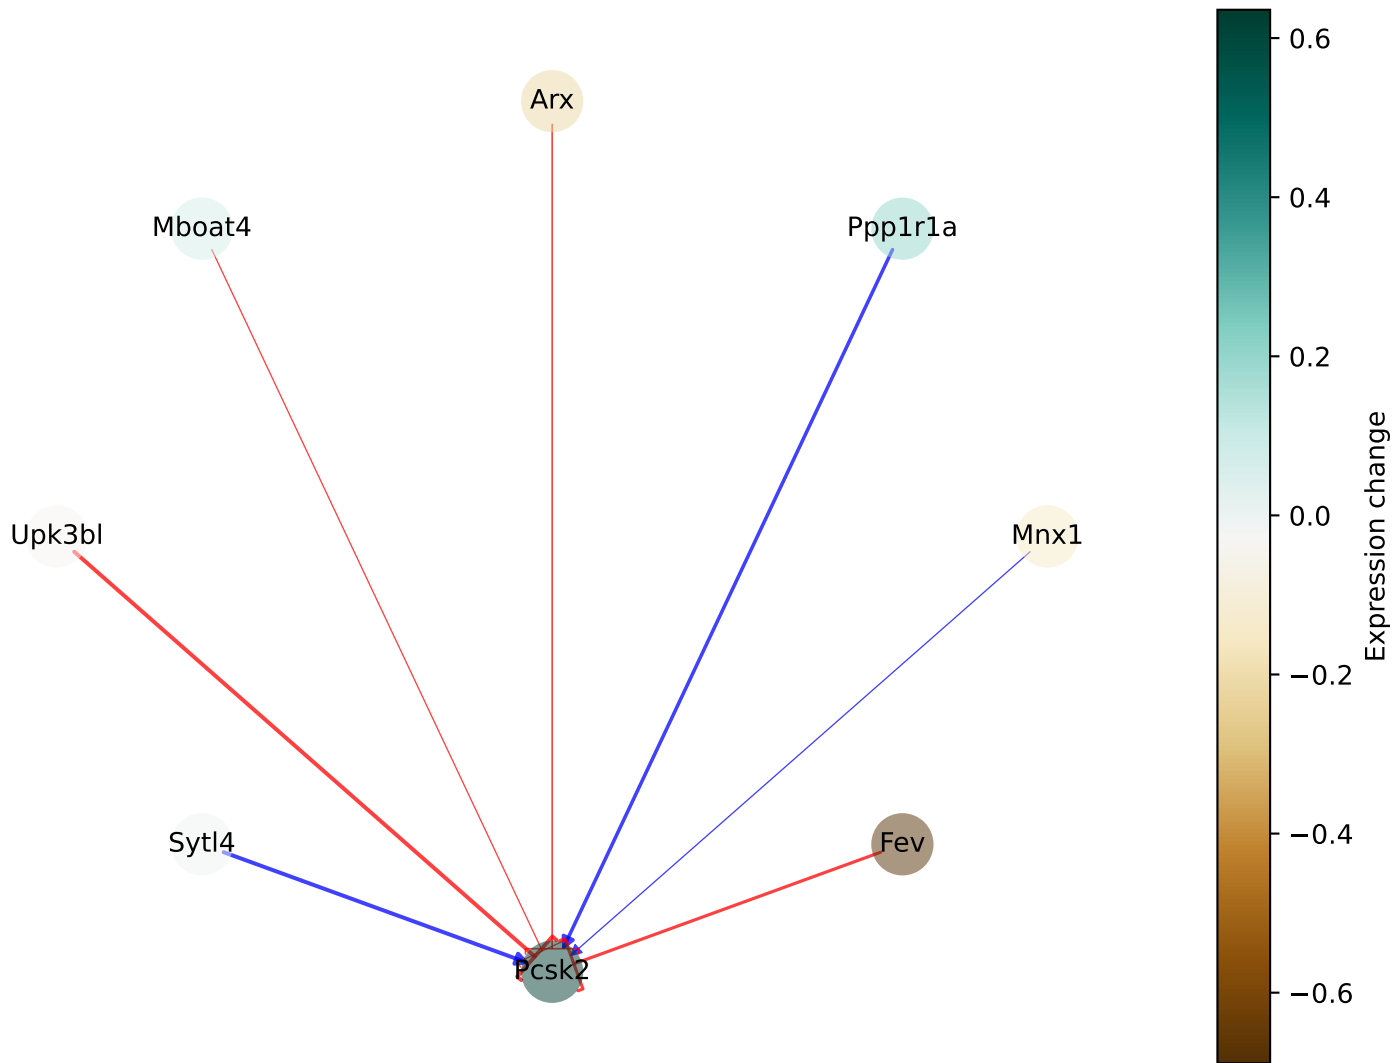 Arx
Mboat4
Ppp1r1a
Upk3bl
Mnx1
Sytl4
Fev
Pcsk2
0.6
0.4
0.2
0.0
−0.2
−0.4
−0.6
Expression change